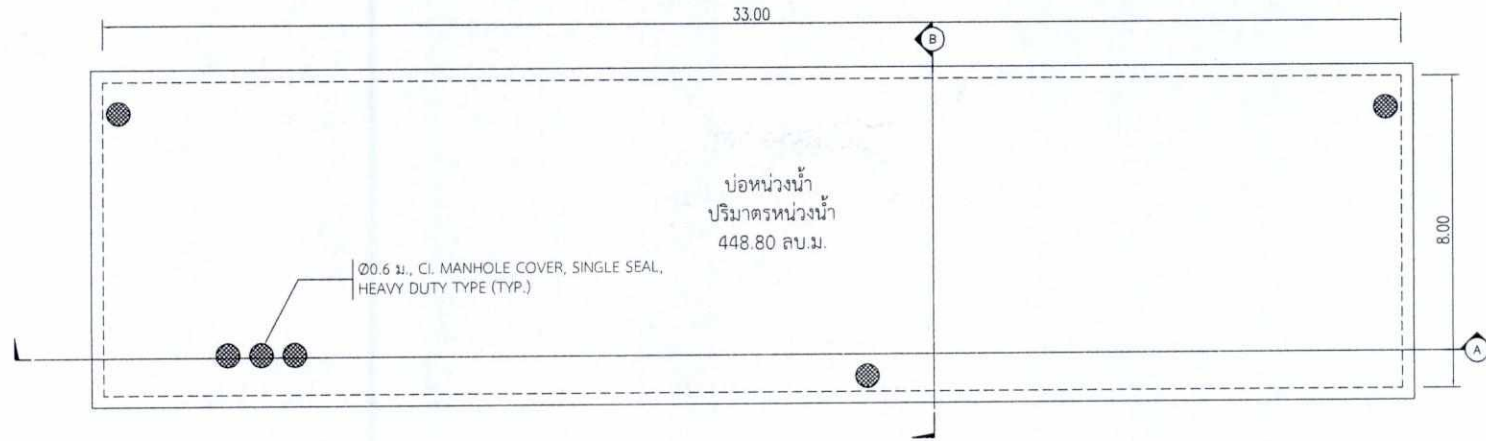 33.00
B
บ่อหน่วงน้ำ
ปริมาตรหน่วงน้ำ
448.80 ลบ.ม.
8.00
Ø0.6 ม., CI. MANHOLE COVER, SINGLE SEAL,
HEAVY DUTY TYPE (TYP.)
A